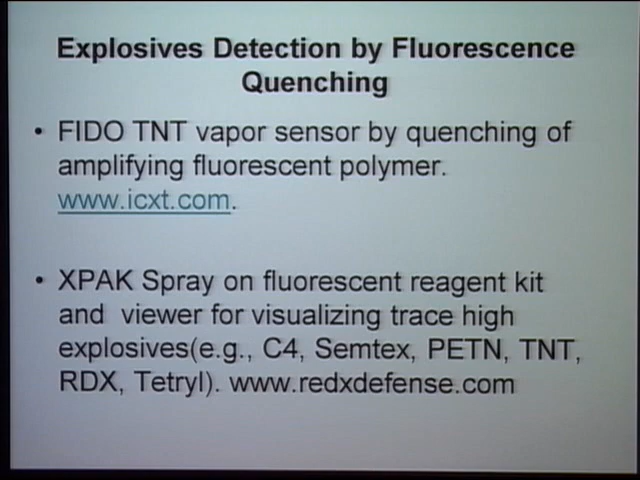 Explosives Detection by Fluorescence
Quenching
• FIDO TNT vapor sensor by quenching of
amplifying fluorescent polymer.
www.icxt.com.
• XPAK Spray on fluorescent reagent kit
and viewer for visualizing trace high
explosives(e.g., C4, Semtex, PETN, TNT,
RDX, Tetryl). www.redxdefense.com